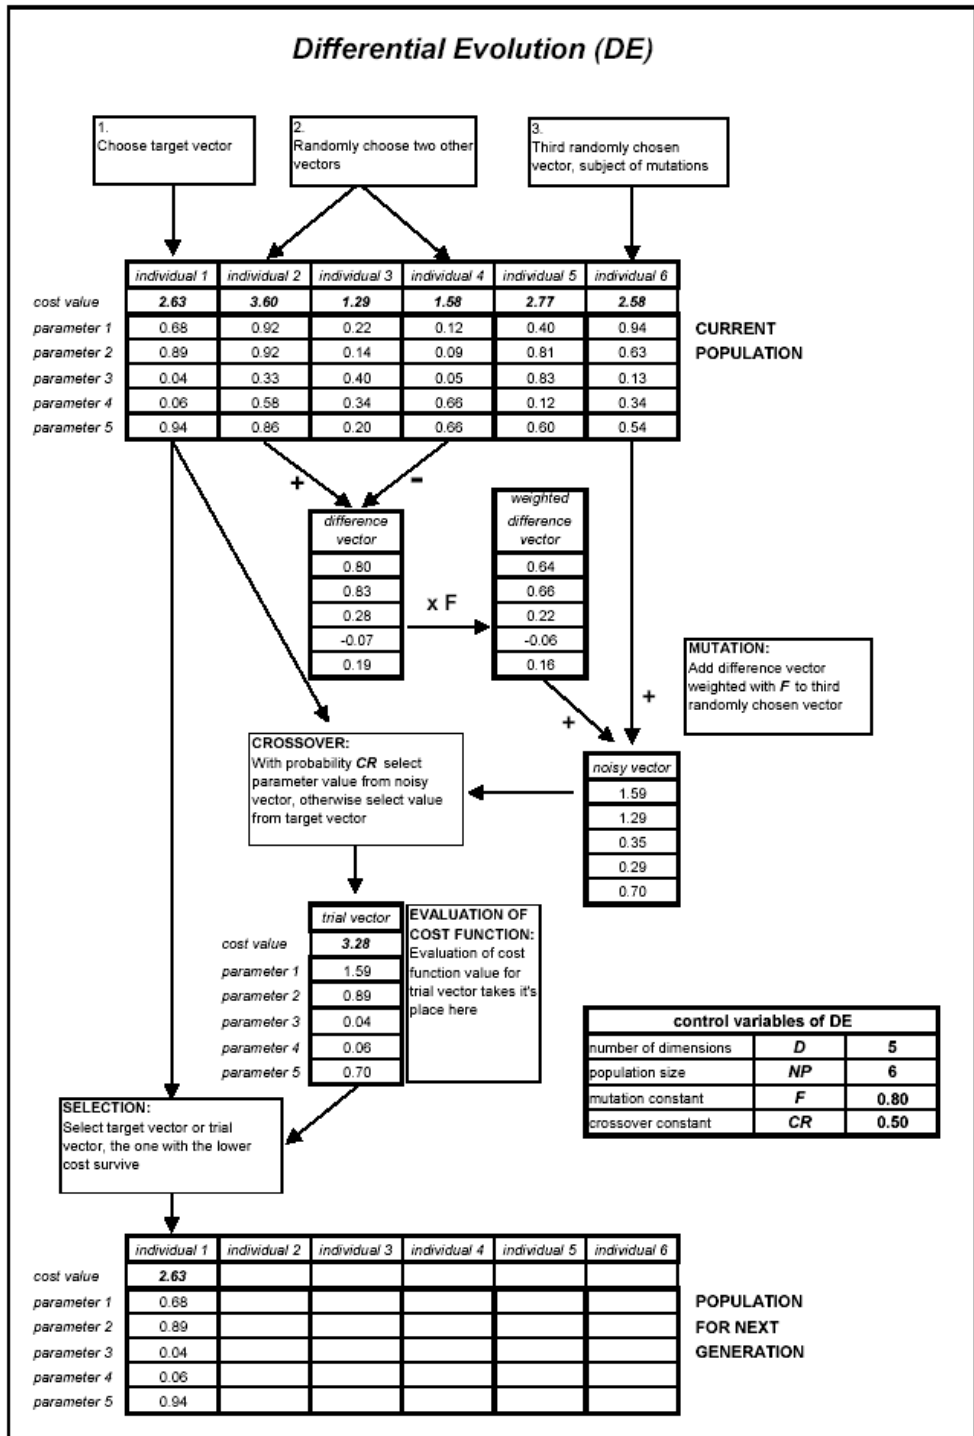 Differential Evolution (DE)
1.
Choose target vector
2.
Randomly choose two other
vectors
3.
Third randomly chosen
vector, subject of mutations
individual 1 individual 2 individual 3 individual 4 individual 5 individual 6
cost value 2.63 3.60 1.29 1.58 2.77 2.58
parameter 1 0.68 0.92 0.22 0.12 0.40 0.94 CURRENT
parameter 2 0.89 0.92 0.14 0.09 0.81 0.63 POPULATION
parameter 3 0.04 0.33 0.40 0.05 0.83 0.13
parameter 4 0.06 0.58 0.34 0.66 0.12 0.34
parameter 5 0.94 0.86 0.20 0.66 0.60 0.54
+ -
difference
vector
0.80
0.83
0.28
-0.07
0.19
x F
weighted
difference
vector
0.64
0.66
0.22
-0.06
0.16
MUTATION:
Add difference vector
weighted with F to third
randomly chosen vector
+ +
CROSSOVER:
With probability CR select
parameter value from noisy
vector, otherwise select value
from target vector
noisy vector
1.59
1.29
0.35
0.29
0.70
trial vector
cost value 3.28
parameter 1 1.59
parameter 2 0.89
parameter 3 0.04
parameter 4 0.06
parameter 5 0.70
EVALUATION OF
COST FUNCTION:
Evaluation of cost
function value for
trial vector takes it's
place here
control variables of DE
number of dimensions D 5
population size NP 6
mutation constant F 0.80
crossover constant CR 0.50
SELECTION:
Select target vector or trial
vector, the one with the lower
cost survive
individual 1 individual 2 individual 3 individual 4 individual 5 individual 6
cost value 2.63
parameter 1 0.68 POPULATION
parameter 2 0.89 FOR NEXT
parameter 3 0.04 GENERATION
parameter 4 0.06
parameter 5 0.94